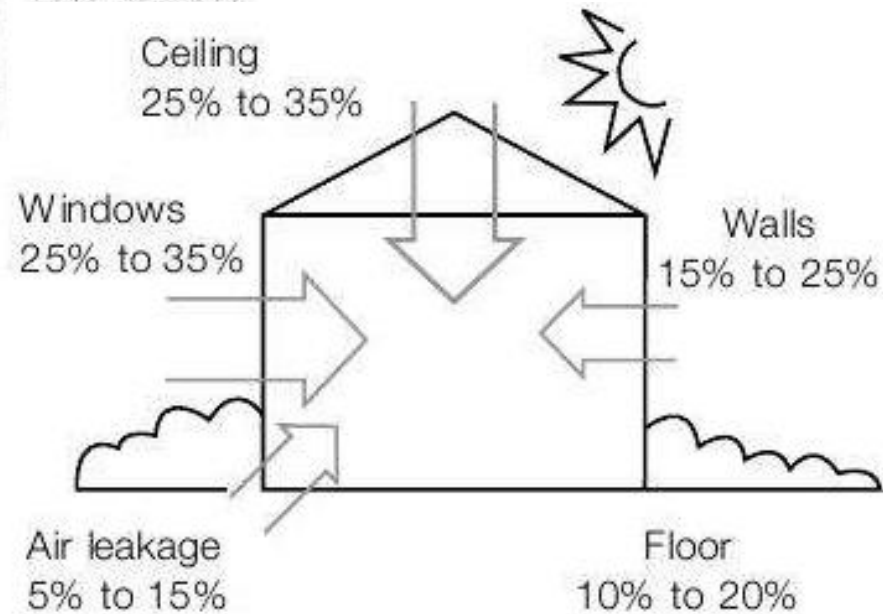 Ceiling
25% to 35%
Windows
25% to 35%
Walls
15% to 25%
Air leakage
5% to 15%
Floor
10% to 20%